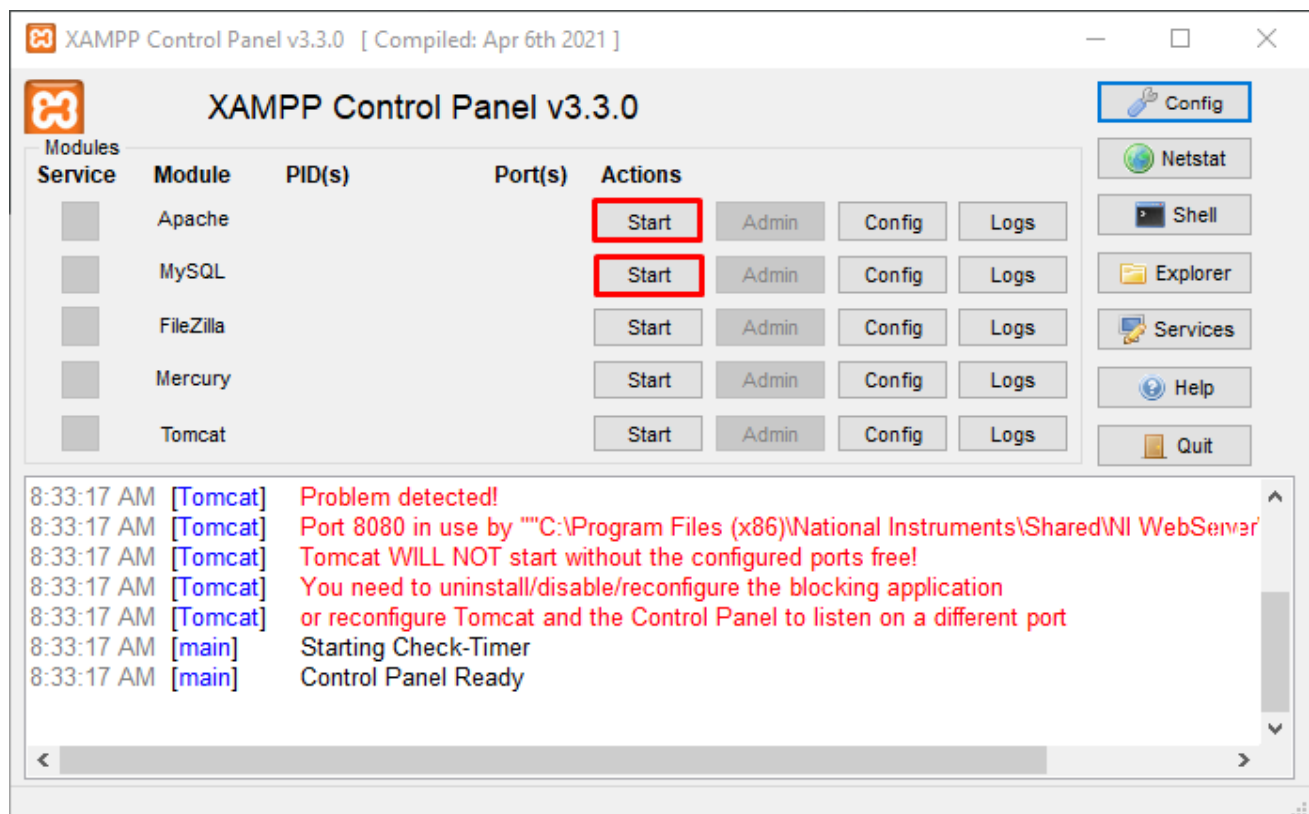 XAMPP Control Panel v3.3.0 [ Compiled: Apr 6th 2021 ]
XAMPP Control Panel v3.3.0
Config
Modules
Netstat
Service Module PID(s) Port(s) Actions
Apache Start Admin Config Logs
Shell
MySQL Start Admin Config Logs
Explorer
FileZilla Start Admin Config Logs
Services
Mercury Start Admin Config Logs
Help
Tomcat Start Admin Config Logs
Quit
8:33:17 AM [Tomcat] Problem detected!
8:33:17 AM [Tomcat] Port 8080 in use by ""C:\Program Files (x86)\National Instruments\Shared\NI WebServer\
8:33:17 AM [Tomcat] Tomcat WILL NOT start without the configured ports free!
8:33:17 AM [Tomcat] You need to uninstall/disable/reconfigure the blocking application
8:33:17 AM [Tomcat] or reconfigure Tomcat and the Control Panel to listen on a different port
8:33:17 AM [main] Starting Check-Timer
8:33:17 AM [main] Control Panel Ready